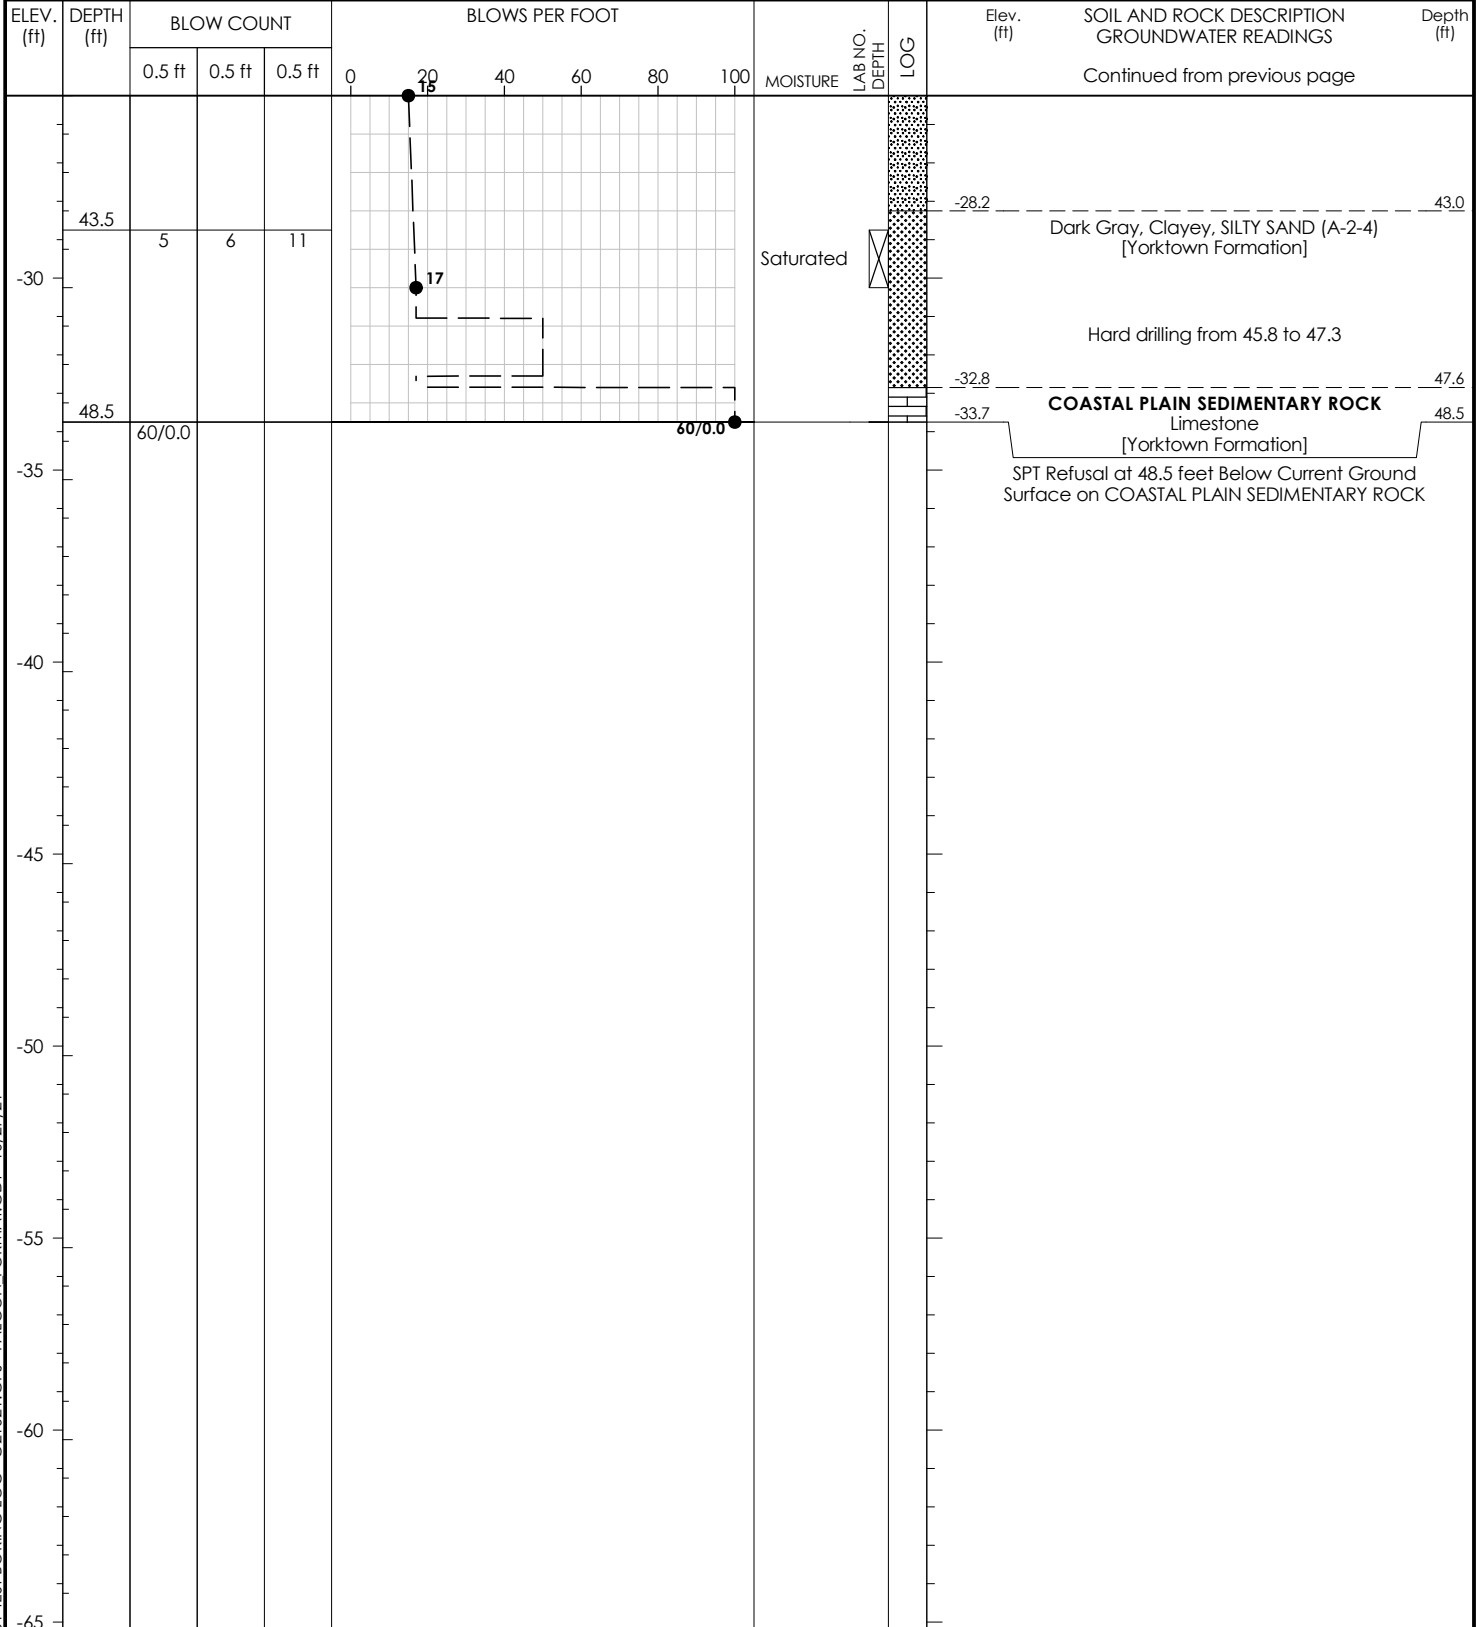 ELEV. (ft)
DEPTH (ft)
BLOW COUNT
0.5 ft 0.5 ft 0.5 ft
BLOWS PER FOOT
0 20 40 60 80 100
MOISTURE
LAB NO.
DEPTH
LOG
Elev. (ft)
SOIL AND ROCK DESCRIPTION
GROUNDWATER READINGS
Continued from previous page
Depth (ft)
15
-28.2 43.0
43.5
5 6 11
Saturated
Dark Gray, Clayey, SILTY SAND (A-2-4)
[Yorktown Formation]
-30
17
Hard drilling from 45.8 to 47.3
-32.8 47.6
COASTAL PLAIN SEDIMENTARY ROCK
48.5
-33.7 48.5
60/0.0
60/0.0
Limestone
[Yorktown Formation]
-35
SPT Refusal at 48.5 feet Below Current Ground
Surface on COASTAL PLAIN SEDIMENTARY ROCK
-40
-45
-50
-55
-60
-65